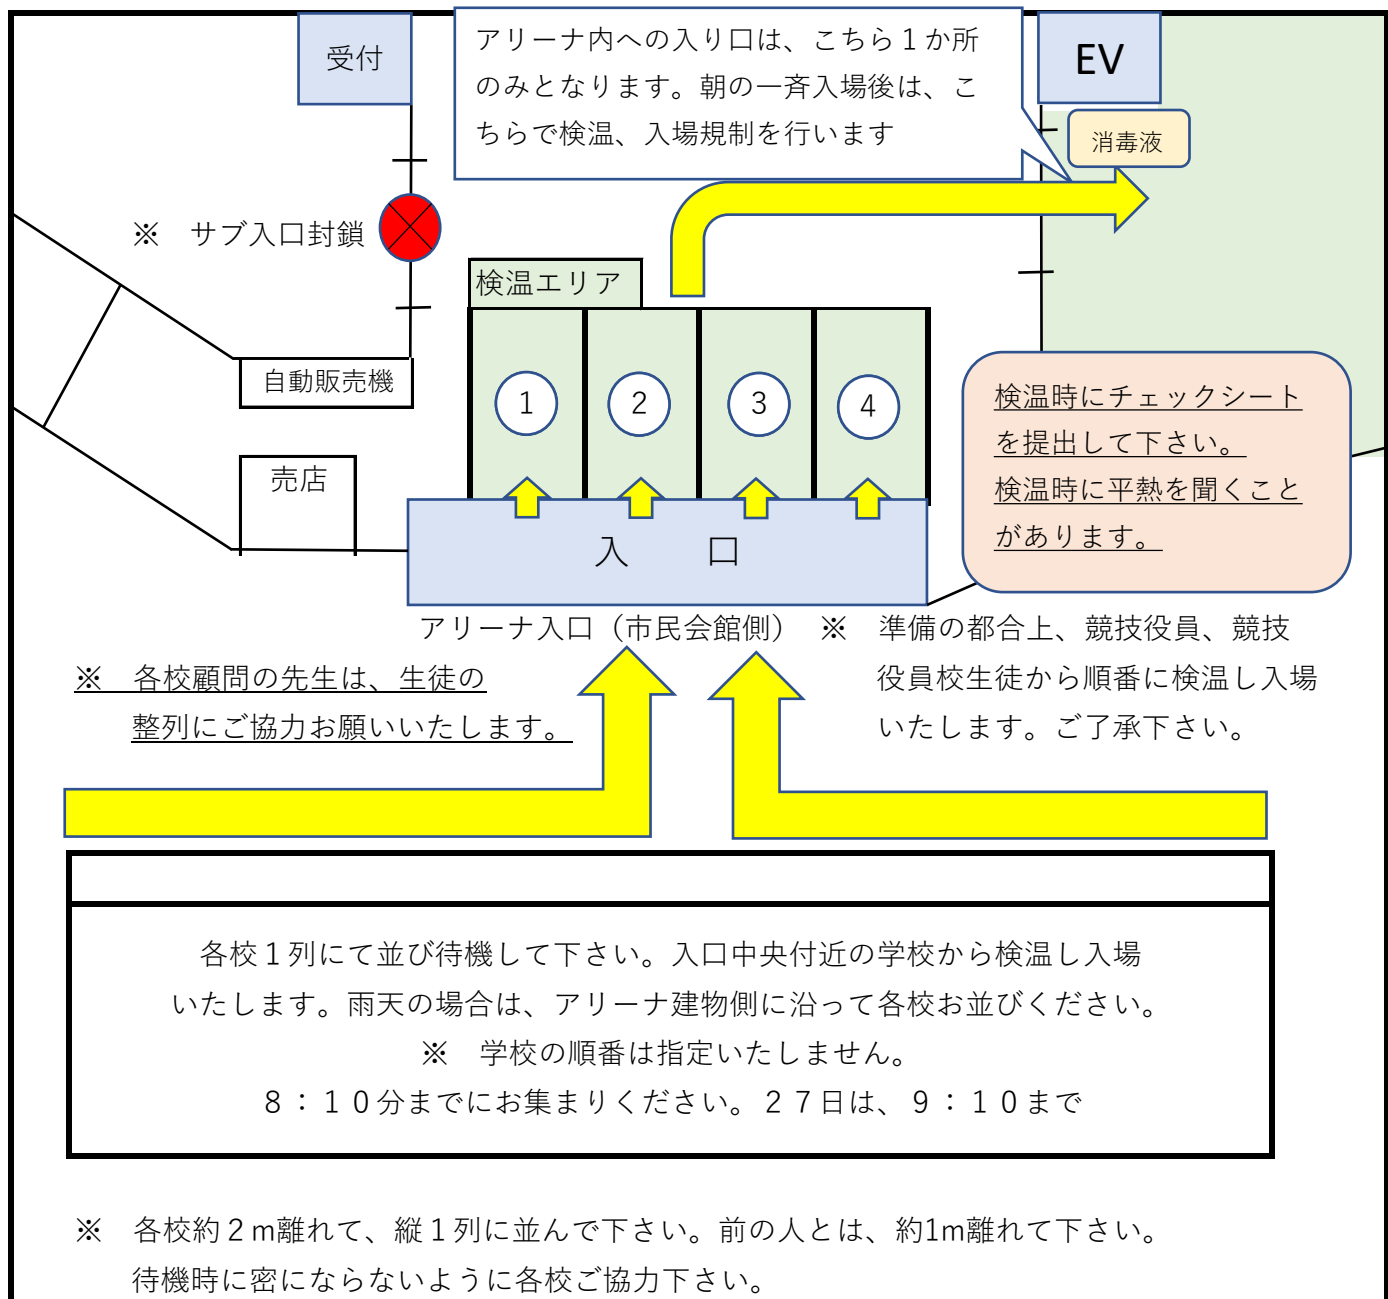 受付
アリーナ内への入り口は、こちら１か所
のみとなります。朝の一斉入場後は、こ
ちらで検温、入場規制を行います
EV
消毒液
※　サブ入口封鎖
検温エリア
自動販売機
1
2
3
4
検温時にチェックシート
を提出して下さい。
検温時に平熱を聞くこと
があります。
売店
入　口
アリーナ入口（市民会館側）
※　準備の都合上、競技役員、競技
役員校生徒から順番に検温し入場
いたします。ご了承下さい。
※　各校顧問の先生は、生徒の
整列にご協力お願いいたします。
各校１列にて並び待機して下さい。入口中央付近の学校から検温し入場
いたします。雨天の場合は、アリーナ建物側に沿って各校お並びください。
※　学校の順番は指定いたしません。
８：１０分までにお集まりください。２７日は、９：１０まで
※　各校約２m離れて、縦１列に並んで下さい。前の人とは、約1m離れて下さい。
待機時に密にならないように各校ご協力下さい。